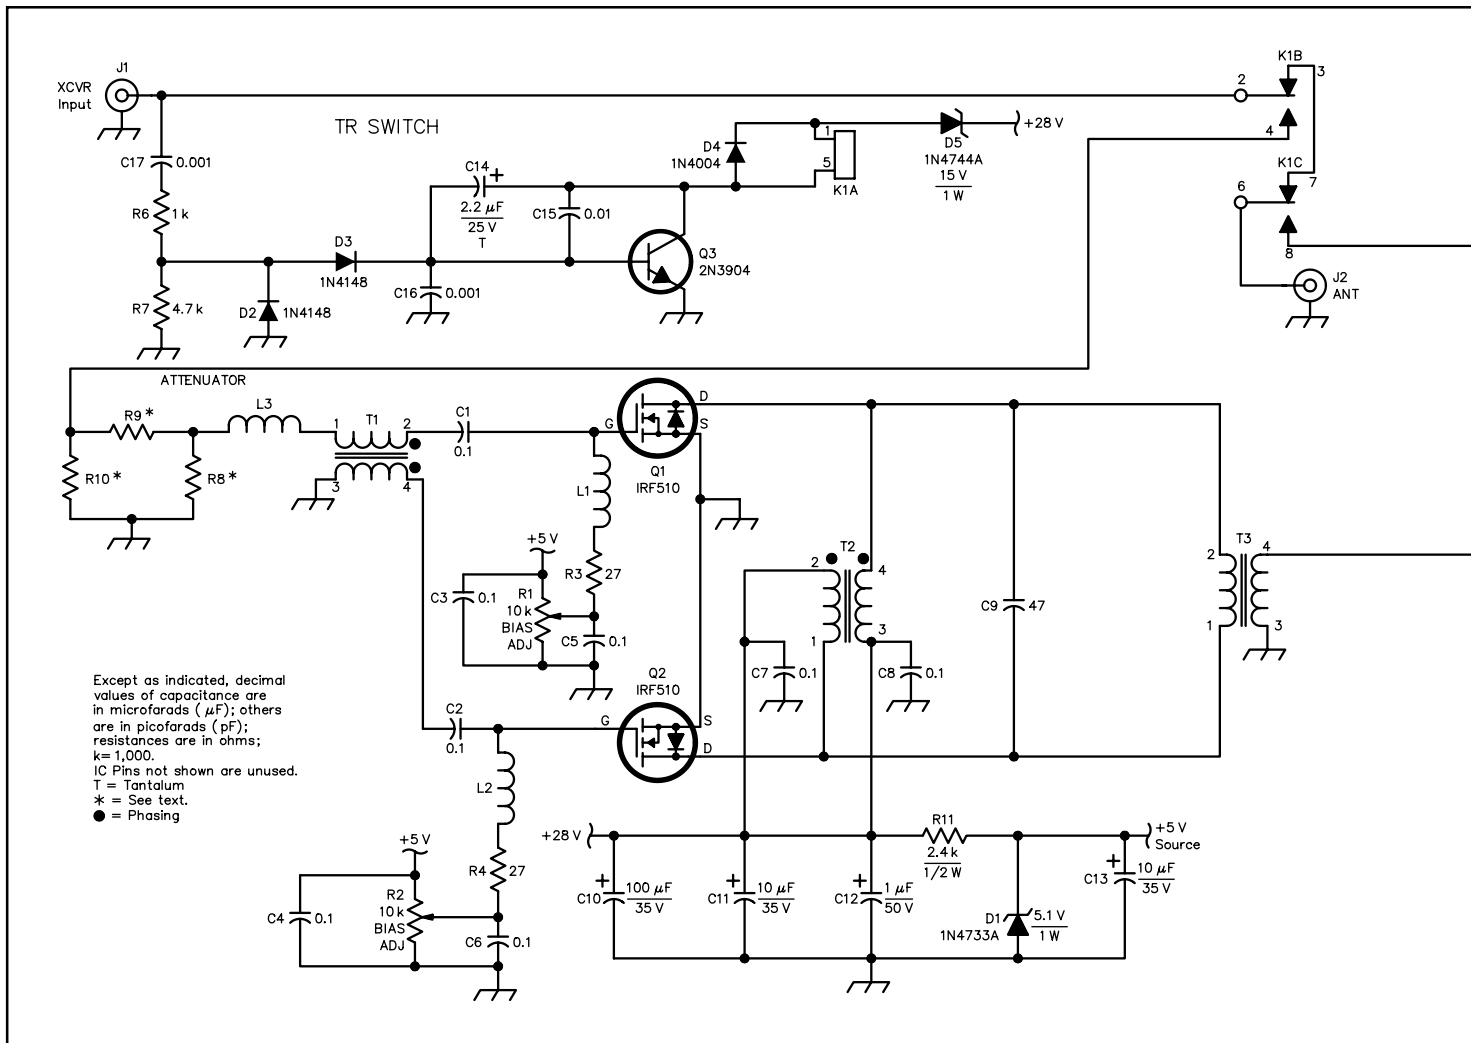 J1
XCVR
Input
TR SWITCH
C17
0.001
R6
1 k
R7
4.7 k
D2
1N4148
D3
1N4148
C14
+
2.2 µF
25 V
T
C15
0.01
C16
0.001
Q3
2N3904
D4
1N4004
1
5
K1A
D5
1N4744A
15 V
1 W
+28 V
K1B
2
3
4
K1C
6
7
8
J2
ANT
ATTENUATOR
R9*
R10*
R8*
L3
1
T1
2
3
4
C1
0.1
G
D
S
Q1
IRF510
L1
R3
27
+5 V
C3
0.1
R1
10 k
BIAS
ADJ
C5
0.1
Q2
IRF510
G
S
D
C2
0.1
L2
R4
27
+5 V
C4
0.1
R2
10 k
BIAS
ADJ
C6
0.1
T2
2
4
1
3
C7
0.1
C8
0.1
C9
47
T3
2
4
1
3
Except as indicated, decimal
values of capacitance are
in microfarads ( µF); others
are in picofarads (pF);
resistances are in ohms;
k= 1,000.
IC Pins not shown are unused.
T = Tantalum
* = See text.
● = Phasing
+28 V
+
C10
100 µF
35 V
+
C11
10 µF
35 V
+
C12
1 µF
50 V
R11
2.4 k
1/2 W
D1
1N4733A
5.1 V
1 W
+
C13
10 µF
35 V
+5 V
Source